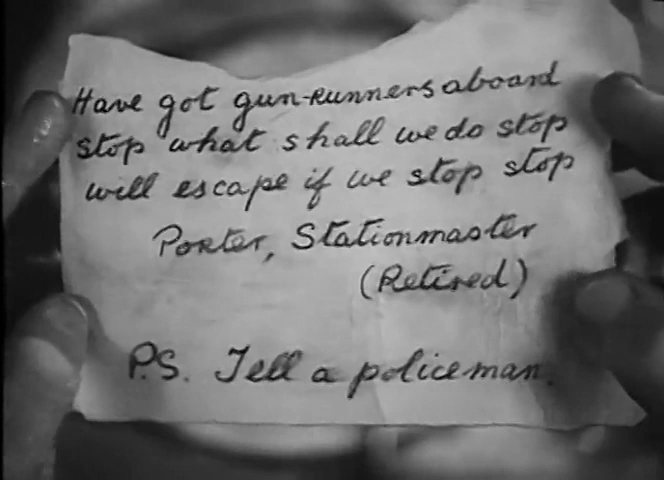 Have got gun-runners aboard
stop what shall we do stop
will escape if we stop stop
Porter, Stationmaster
(Retired)
P.S. Tell a policeman.